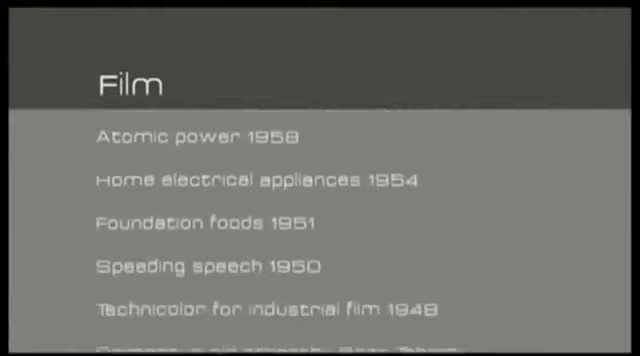 Film
Atomic power 1958
Home electrical appliances 1954
Foundation foods 1951
Speeding speech 1950
Technicolor for industrial film 1948